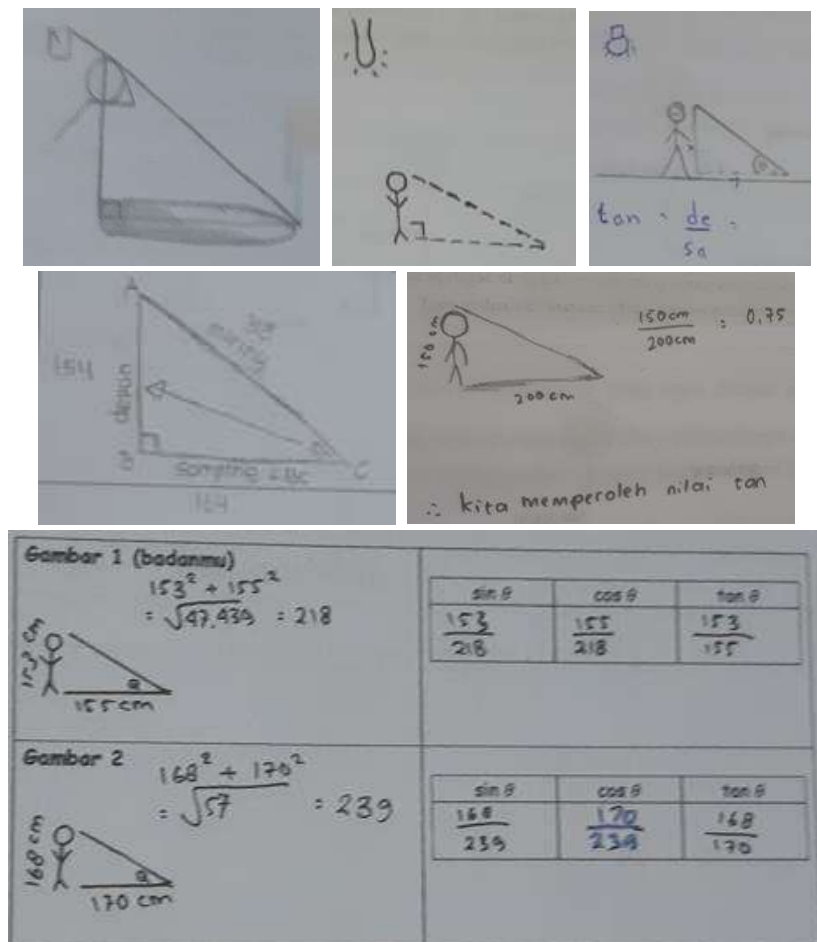 tan = de
sa
A
154
depan
miring
B
samping
C
164
150 cm
200 cm
150cm
200cm
= 0,75
∴ kita memperoleh nilai tan
Gambar 1 (badanmu)
153² + 155²
= √47.439 = 218
153 cm
155 cm
θ
sin θ cos θ tan θ
153 155 153
218 218 155
Gambar 2
168² + 170²
= √57 = 239
168 cm
170 cm
θ
sin θ cos θ tan θ
168 170 168
239 239 170